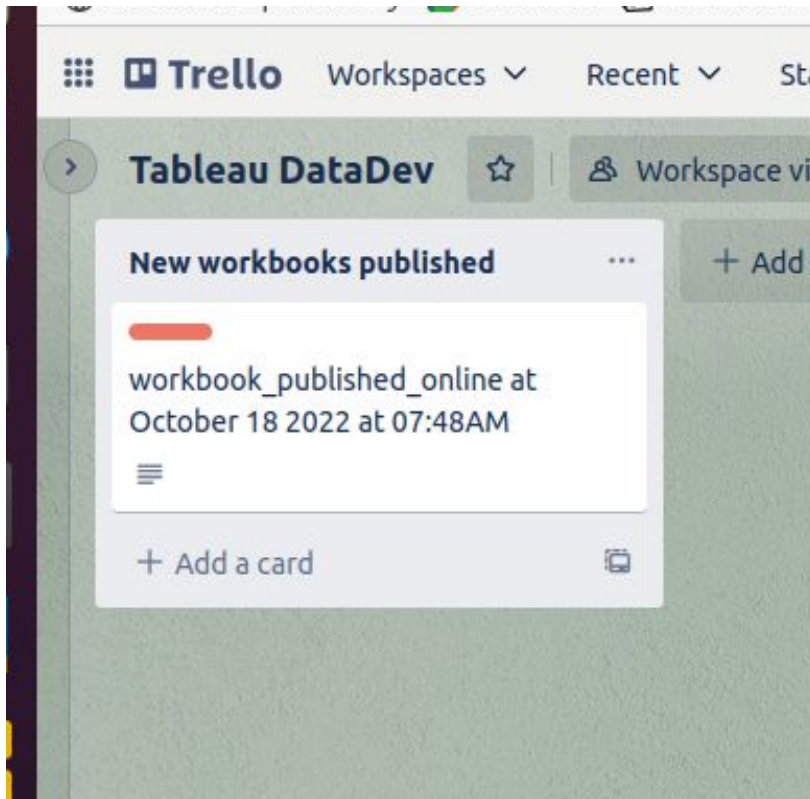 Trello Workspaces Recent
Tableau DataDev Workspace
New workbooks published ... + Add
workbook_published_online at
October 18 2022 at 07:48AM
+ Add a card